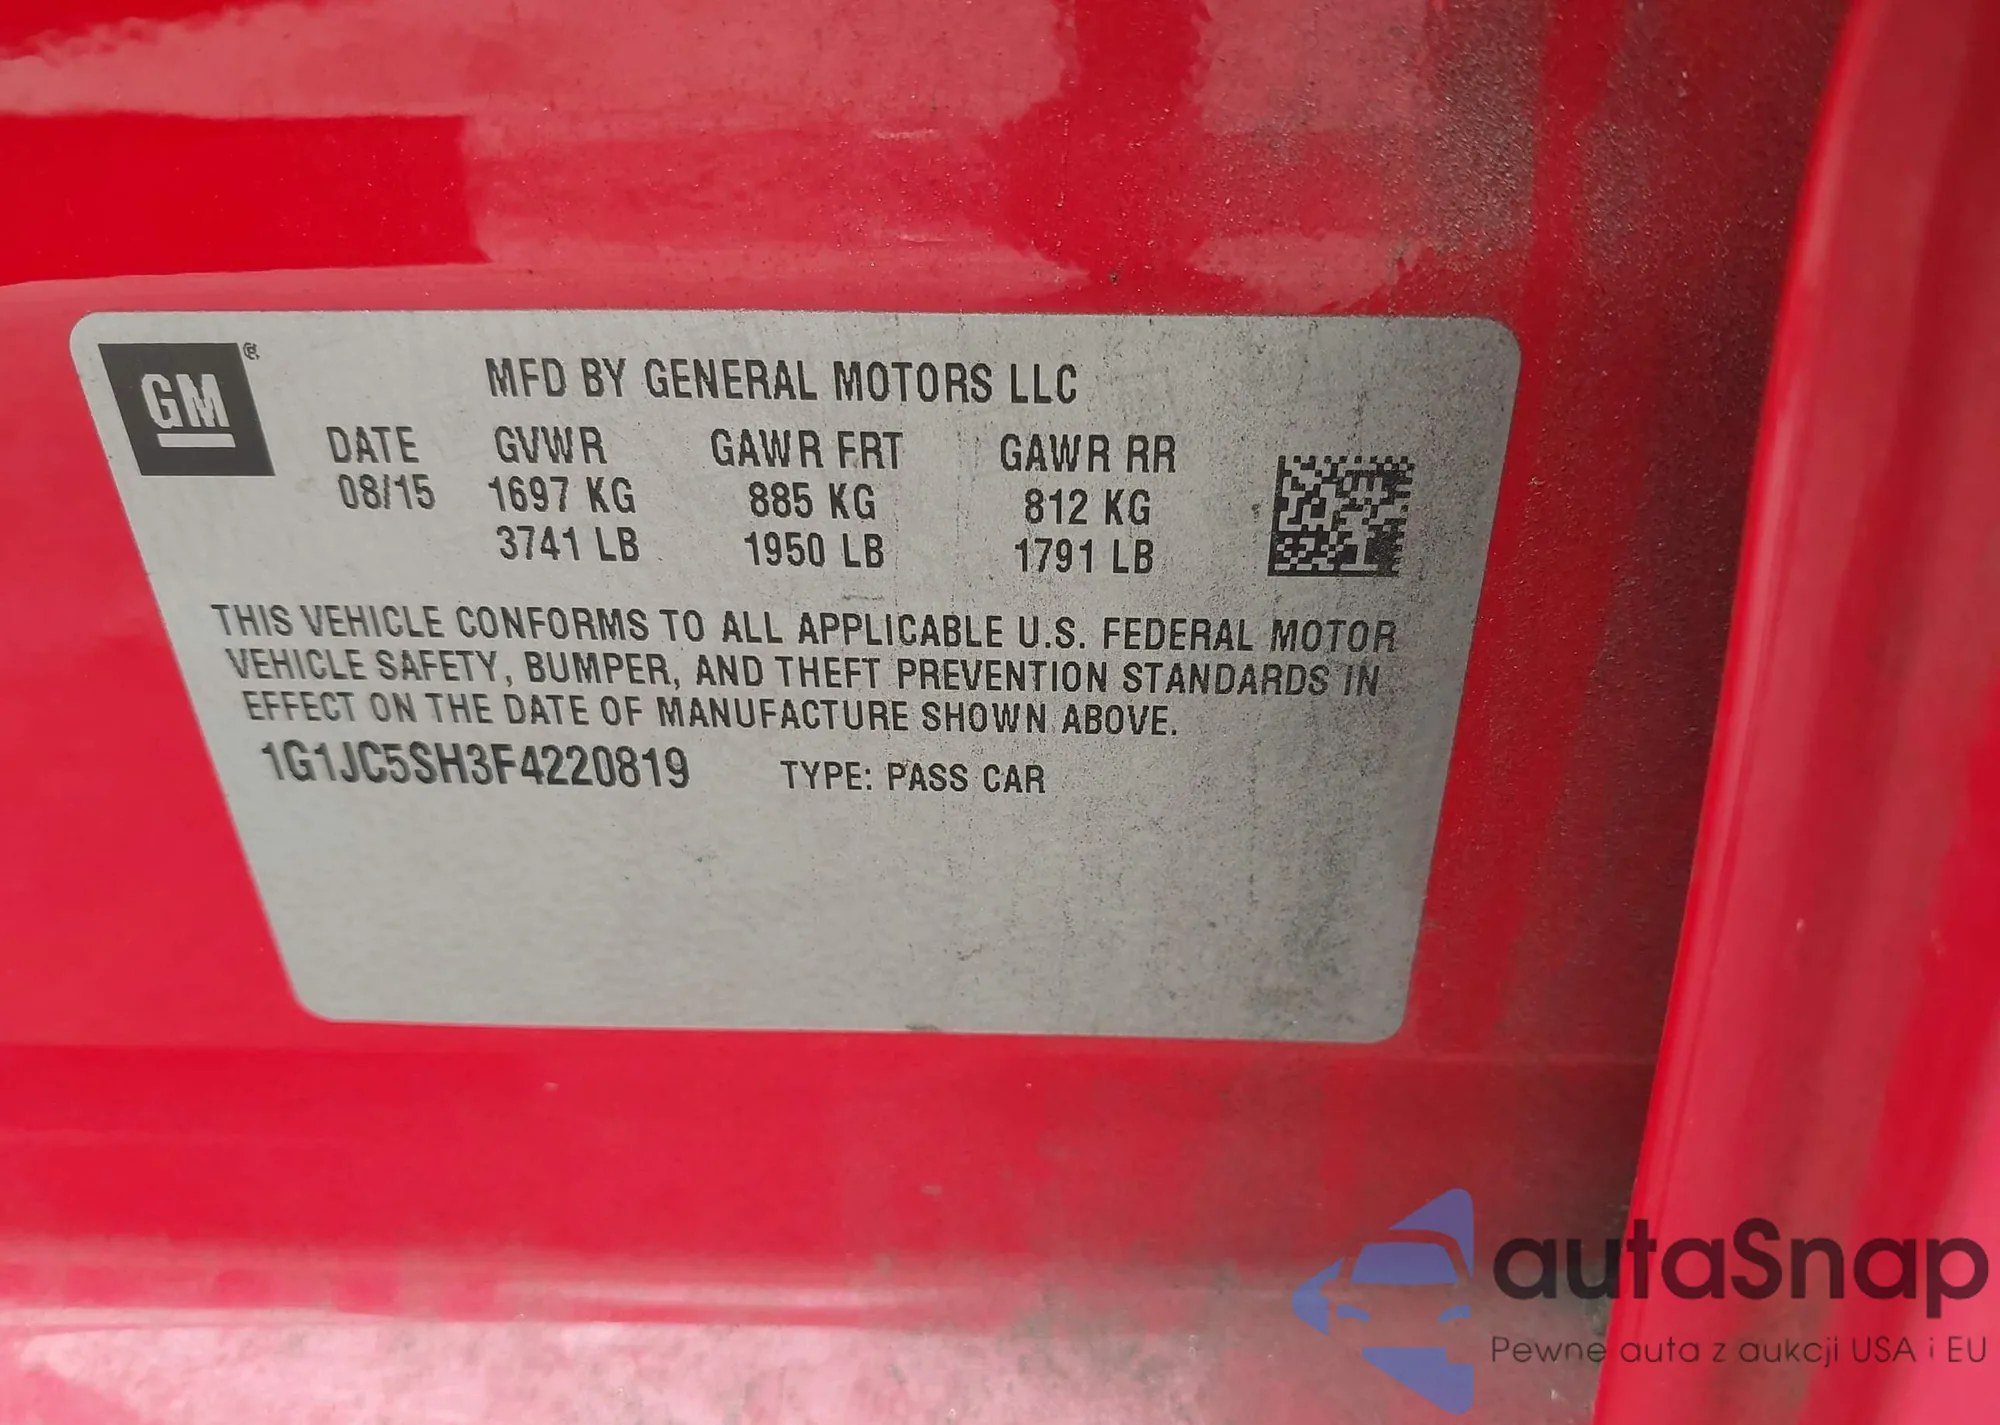 GM®
MFD BY GENERAL MOTORS LLC
DATE GVWR GAWR FRT GAWR RR
08/15 1697 KG 885 KG 812 KG
3741 LB 1950 LB 1791 LB
THIS VEHICLE CONFORMS TO ALL APPLICABLE U.S. FEDERAL MOTOR
VEHICLE SAFETY, BUMPER, AND THEFT PREVENTION STANDARDS IN
EFFECT ON THE DATE OF MANUFACTURE SHOWN ABOVE.
1G1JC5SH3F4220819 TYPE: PASS CAR
autaSnap
Pewne auta z aukcji USA i EU